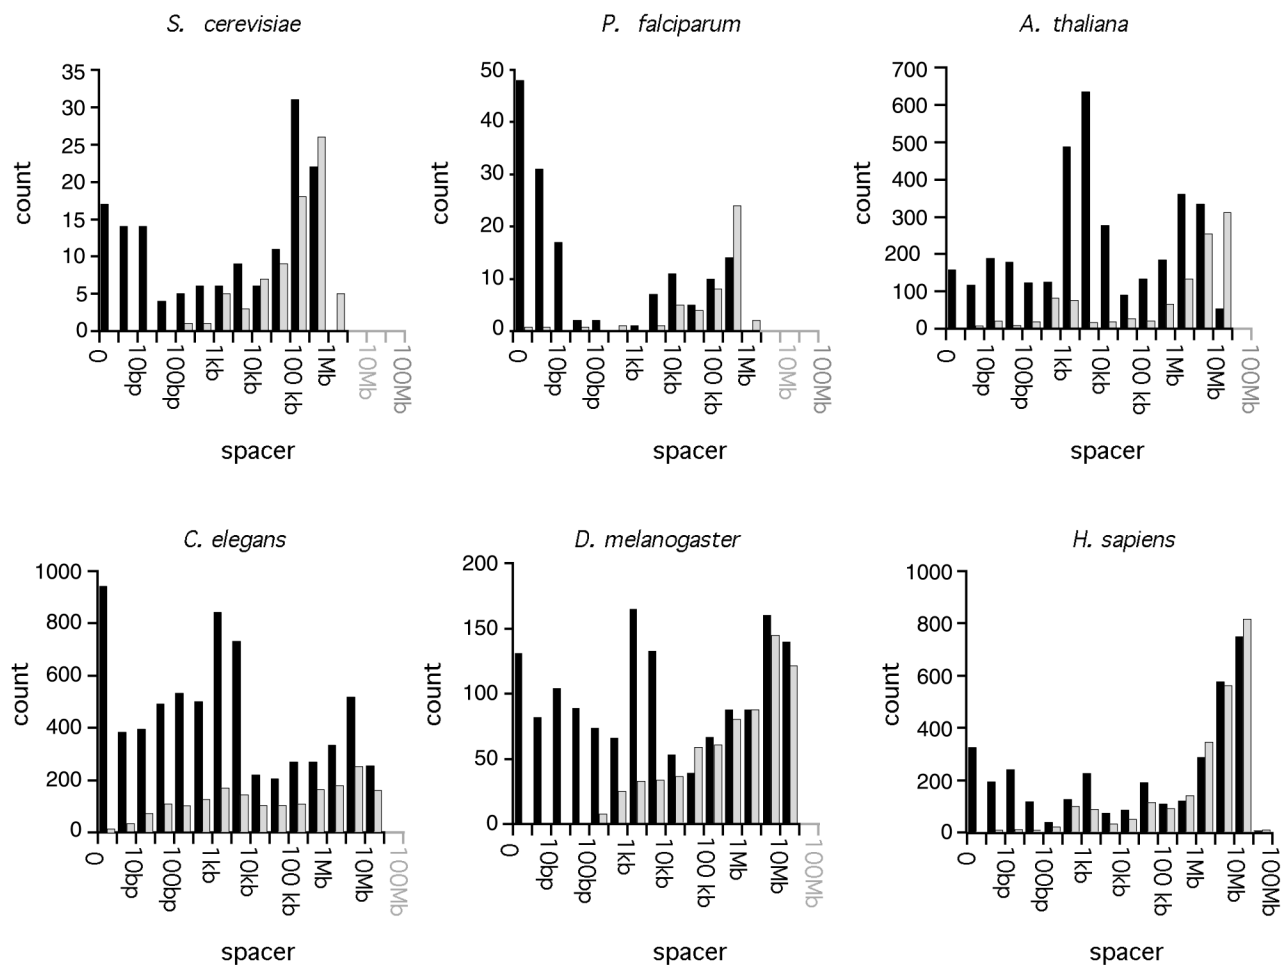 S. cerevisiae
35
30
25
20
15
10
5
0
count
0
10bp
100bp
1kb
10kb
100 kb
1Mb
10Mb
100Mb
spacer
P. falciparum
50
40
30
20
10
0
count
0
10bp
100bp
1kb
10kb
100kb
1Mb
10Mb
100Mb
spacer
A. thaliana
700
600
500
400
300
200
100
0
count
0
10bp
100bp
1kb
10kb
100 kb
1Mb
10Mb
100Mb
spacer
C. elegans
1000
800
600
400
200
0
count
0
10bp
100bp
1kb
10kb
100 kb
1Mb
10Mb
100Mb
spacer
D. melanogaster
200
150
100
50
0
count
0
10bp
100bp
1kb
10kb
100 kb
1Mb
10Mb
100Mb
spacer
H. sapiens
1000
800
600
400
200
0
count
0
10bp
100bp
1kb
10kb
100kb
1Mb
10Mb
100Mb
spacer